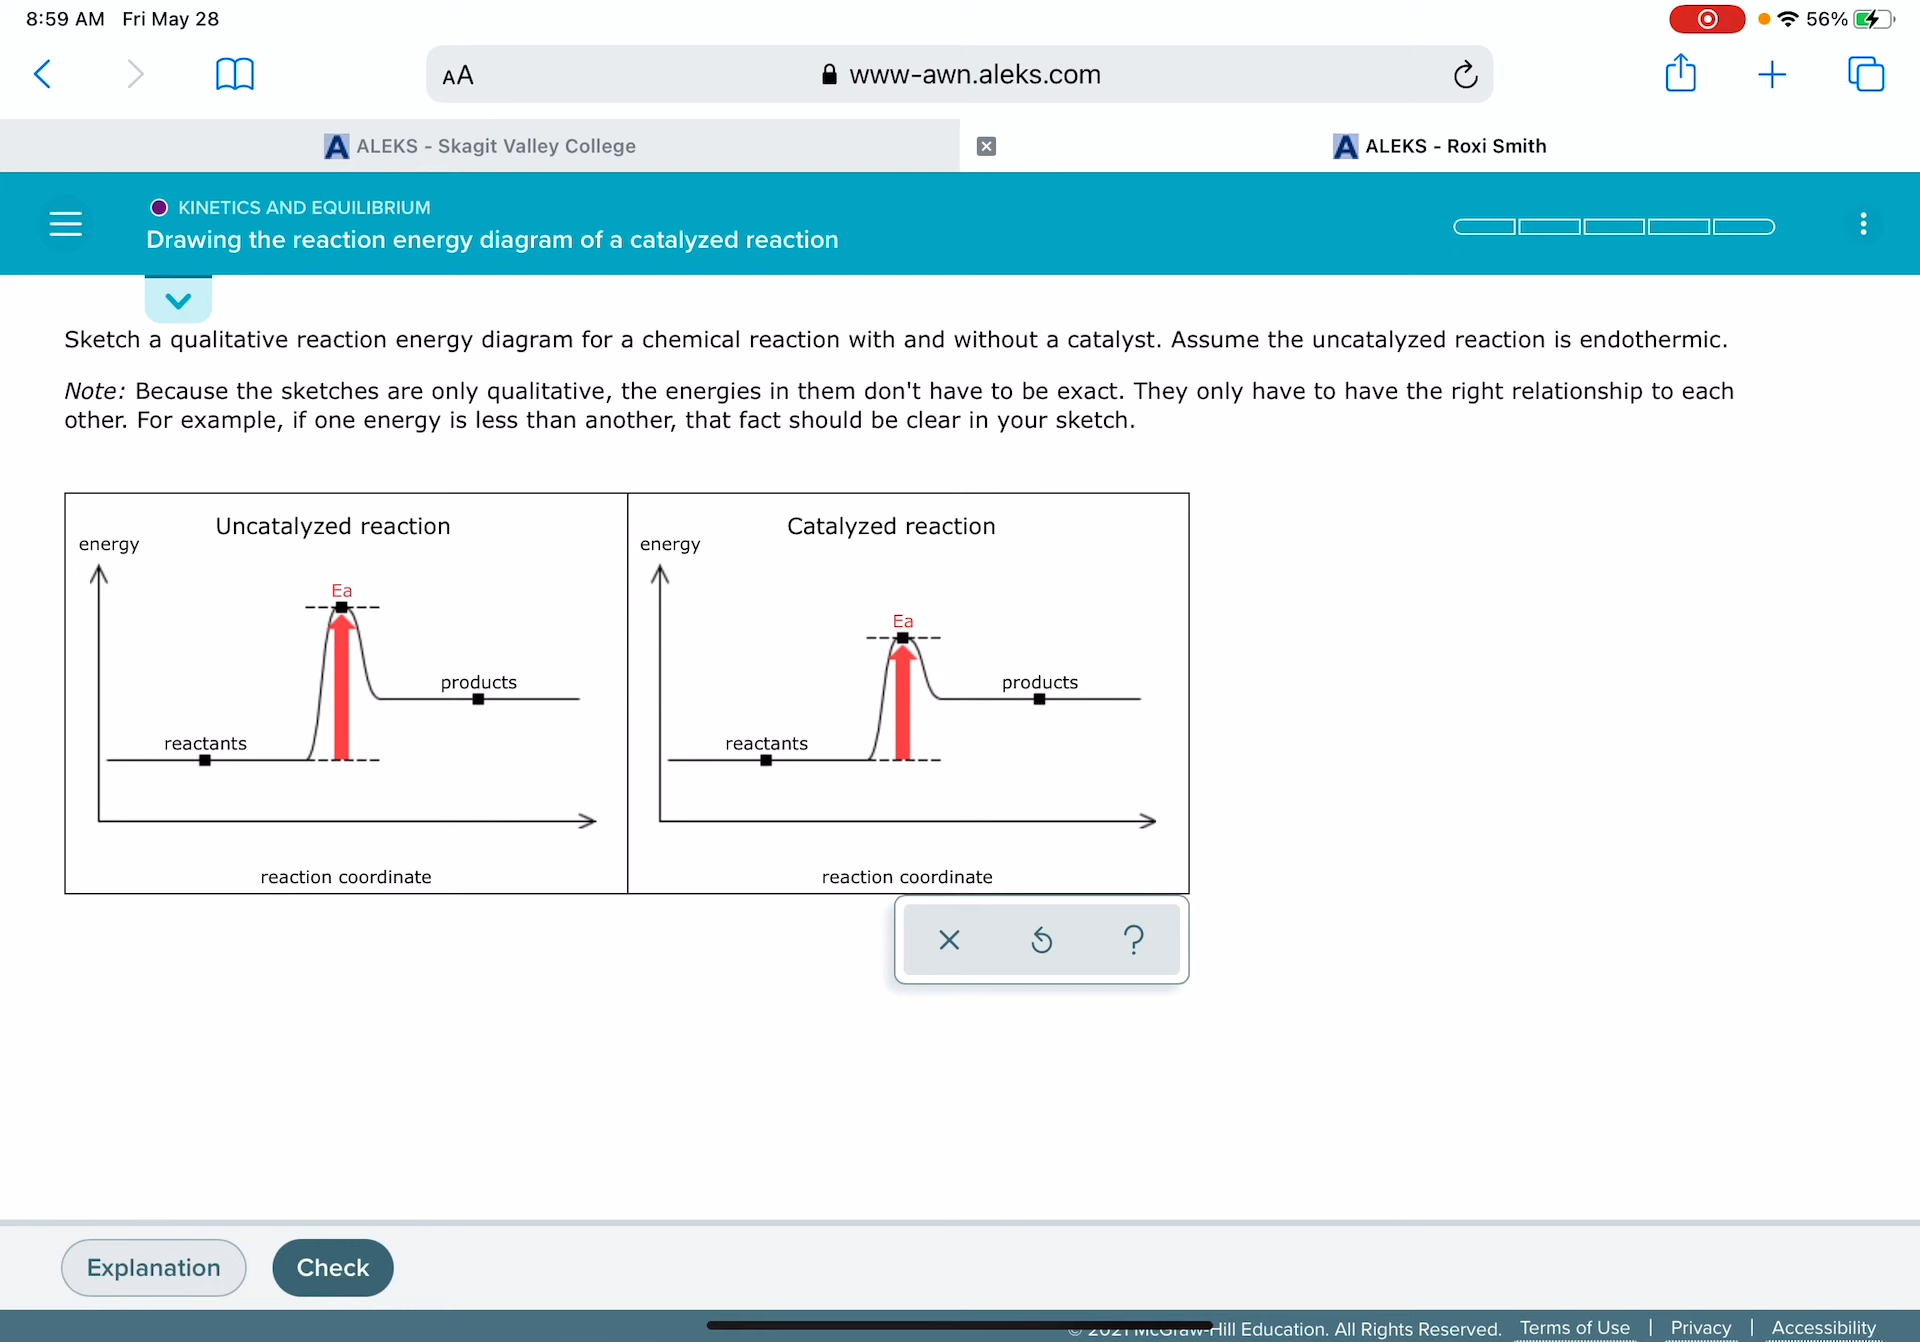 8:59 AM Fri May 28
56%
AA
www-awn.aleks.com
ALEKS - Skagit Valley College
ALEKS - Roxi Smith
KINETICS AND EQUILIBRIUM
Drawing the reaction energy diagram of a catalyzed reaction
Sketch a qualitative reaction energy diagram for a chemical reaction with and without a catalyst. Assume the uncatalyzed reaction is endothermic.
Note: Because the sketches are only qualitative, the energies in them don't have to be exact. They only have to have the right relationship to each
other. For example, if one energy is less than another, that fact should be clear in your sketch.
Uncatalyzed reaction
energy
Ea
products
reactants
reaction coordinate
Catalyzed reaction
energy
Ea
products
reactants
reaction coordinate
?
Explanation
Check
© 2021 McGraw-Hill Education. All Rights Reserved. Terms of Use | Privacy | Accessibility